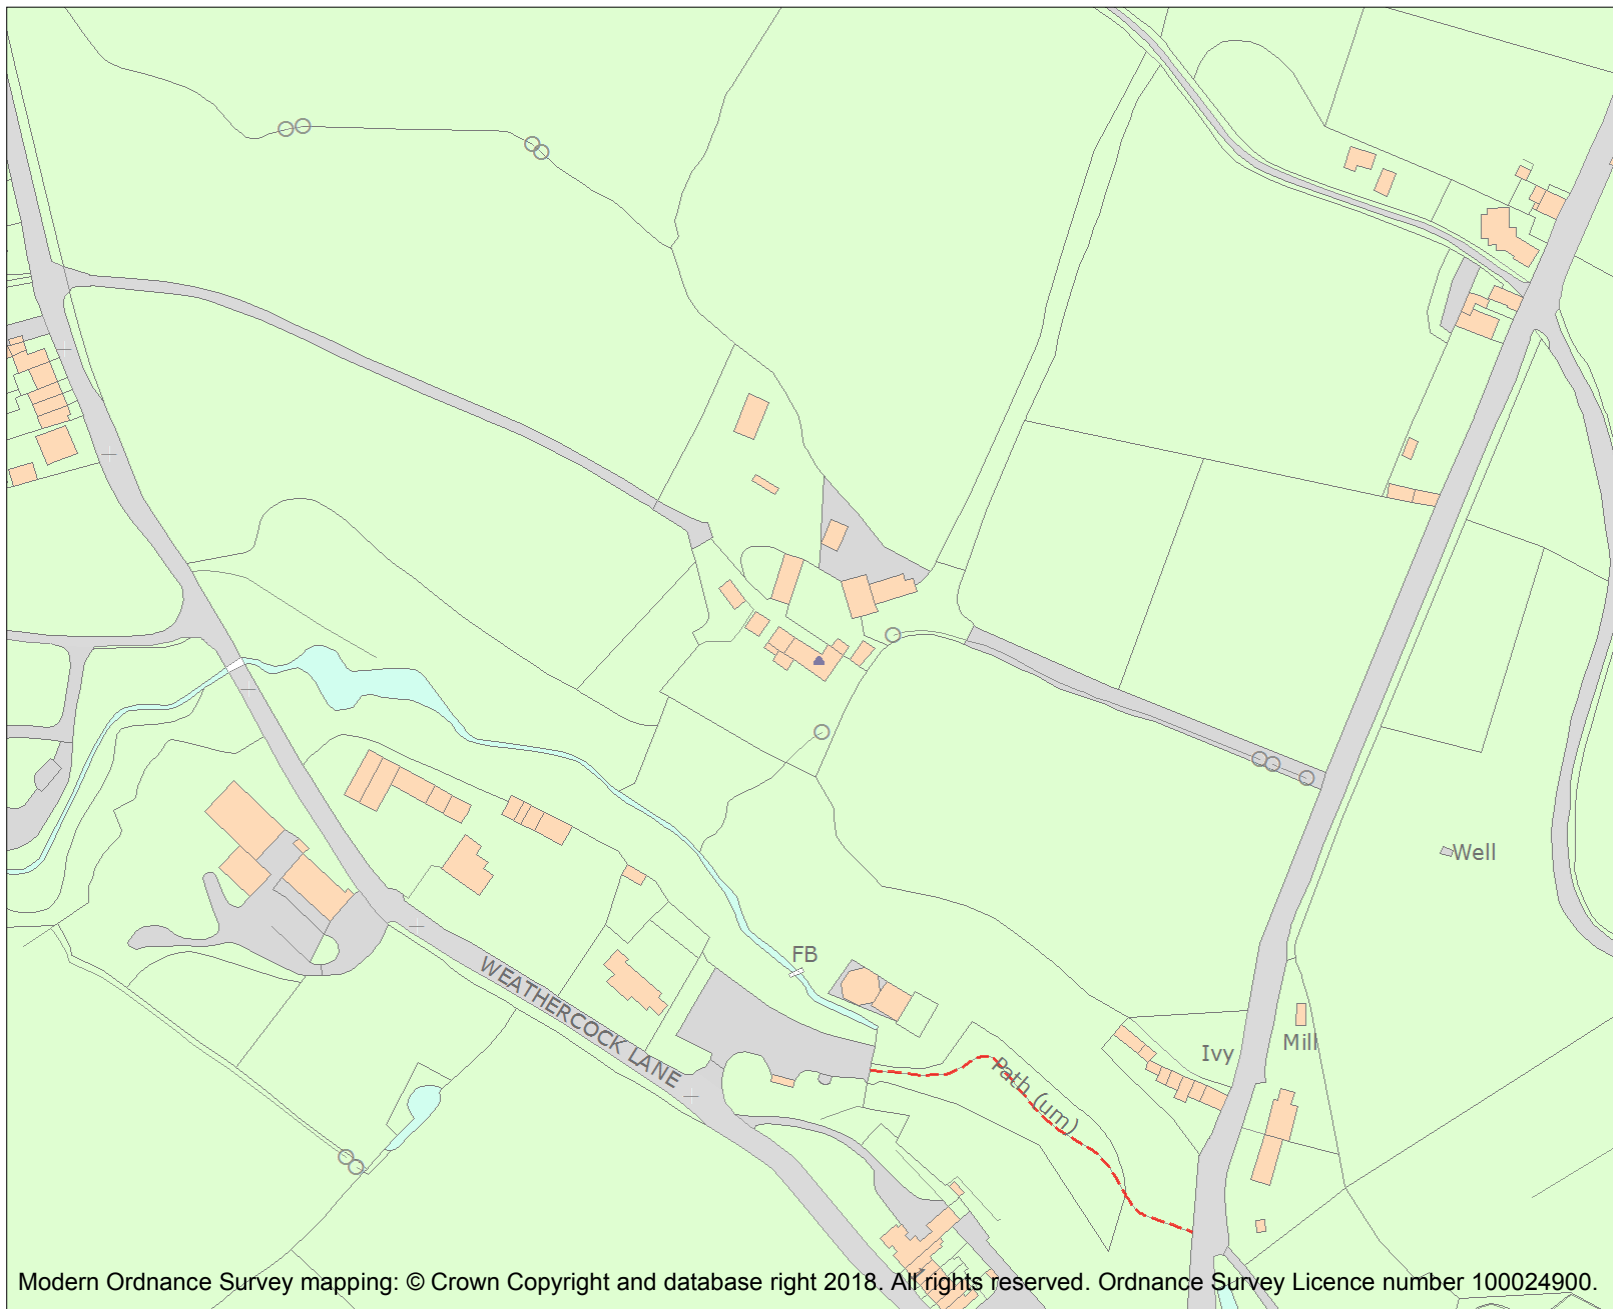 Well
FB
WEATHERCOCK LANE
Ivy
Mill
Path (um)
Modern Ordnance Survey mapping: © Crown Copyright and database right 2018. All rights reserved. Ordnance Survey Licence number 100024900.